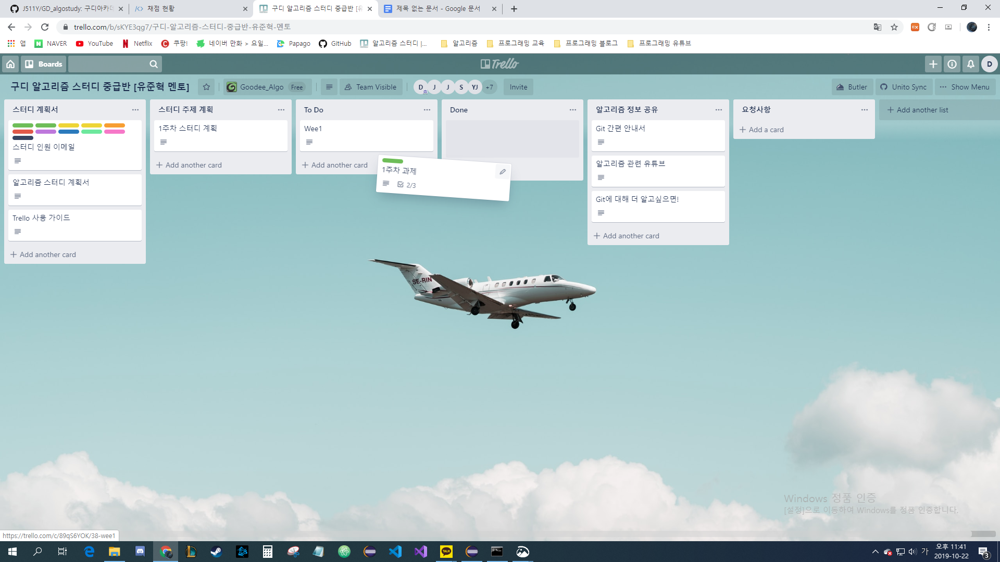 J511Y/GD_algostudy: 구디아카데
채점 현황
구디 알고리즘 스터디 중급반 [유
제목 없는 문서 - Google 문서
trello.com/b/sKYE3qg7/구디-알고리즘-스터디-중급반-유준혁-멘토
앱
NAVER
YouTube
Netflix
쿠팡!
네이버 만화 > 요일...
Papago
GitHub
알고리즘 스터디 |...
알고리즘
프로그래밍 교육
프로그래밍 블로그
프로그래밍 유튜브
Boards
Trello
D
구디 알고리즘 스터디 중급반 [유준혁 멘토]
Goodee_Algo Free
Team Visible
D J J S YJ +7
Invite
Butler
Unito Sync
Show Menu
스터디 계획서
스터디 인원 이메일
알고리즘 스터디 계획서
Trello 사용 가이드
Add another card
스터디 주제 계획
1주차 스터디 계획
Add another card
To Do
Wee1
Add another card
1주차 과제
2/3
Done
알고리즘 정보 공유
Git 간편 안내서
알고리즘 관련 유튜브
Git에 대해 더 알고싶으면!
Add another card
요청사항
Add a card
Add another list
SE-RIN
Windows 정품 인증
[설정]으로 이동하여 Windows를 정품 인증합니다.
https://trello.com/c/89qS6YOK/38-wee1
TALK
가
오후 11:41
2019-10-22
3